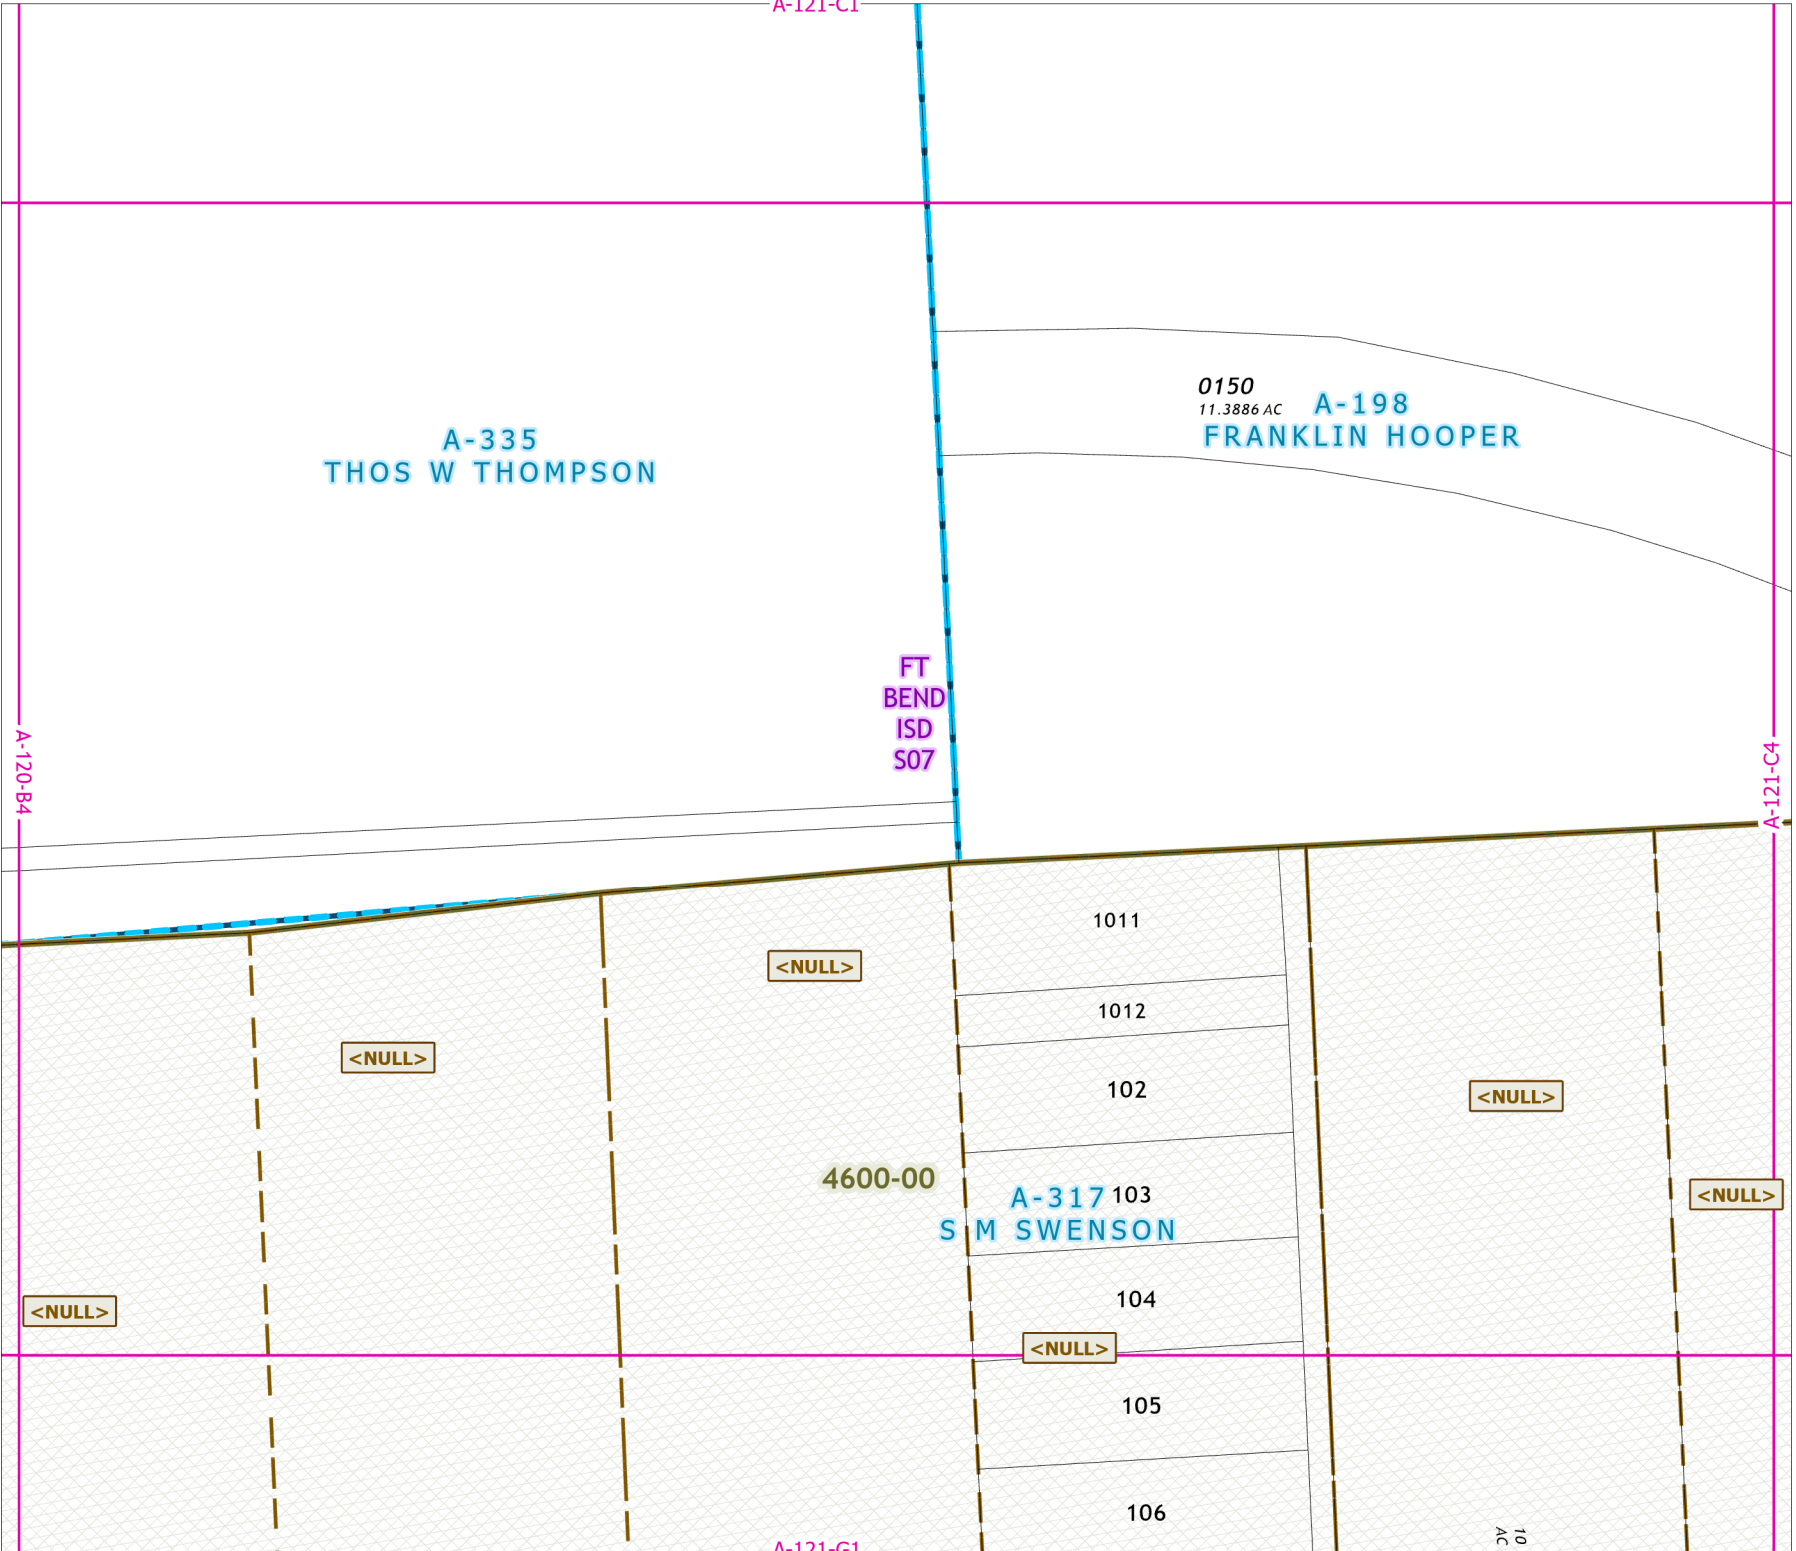 A-121-C1
0150
11.3886 AC
A-198
FRANKLIN HOOPER
A-335
THOS W THOMPSON
FT
BEND
ISD
S07
A-120-B4
A-121-C4
1011
<NULL>
1012
<NULL>
102
<NULL>
4600-00
A-317
103
S M SWENSON
<NULL>
104
<NULL>
<NULL>
105
106
10
AC
A-121-G1